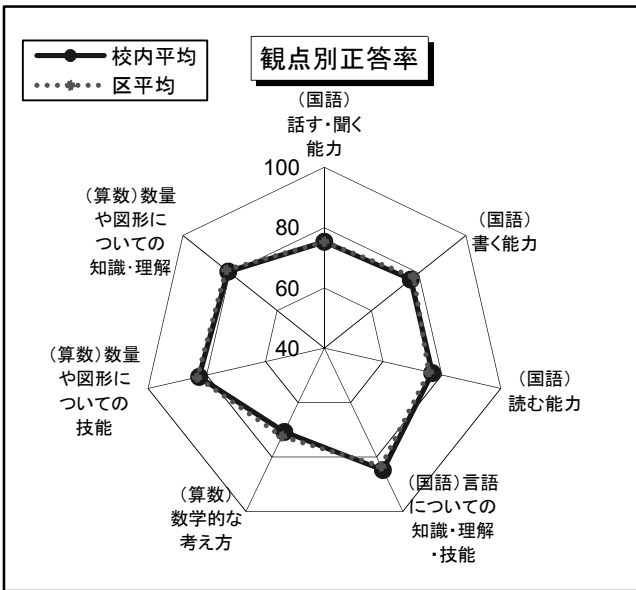 校内平均
区平均
観点別正答率
（国語）
話す・聞く
能力
（国語）
書く能力
（国語）
読む能力
（国語）言語
についての
知識・理解
・技能
（算数）
数学的な
考え方
（算数）数量
や図形に
ついての
技能
（算数）数量
や図形に
ついての
知識・理解
100
80
60
40